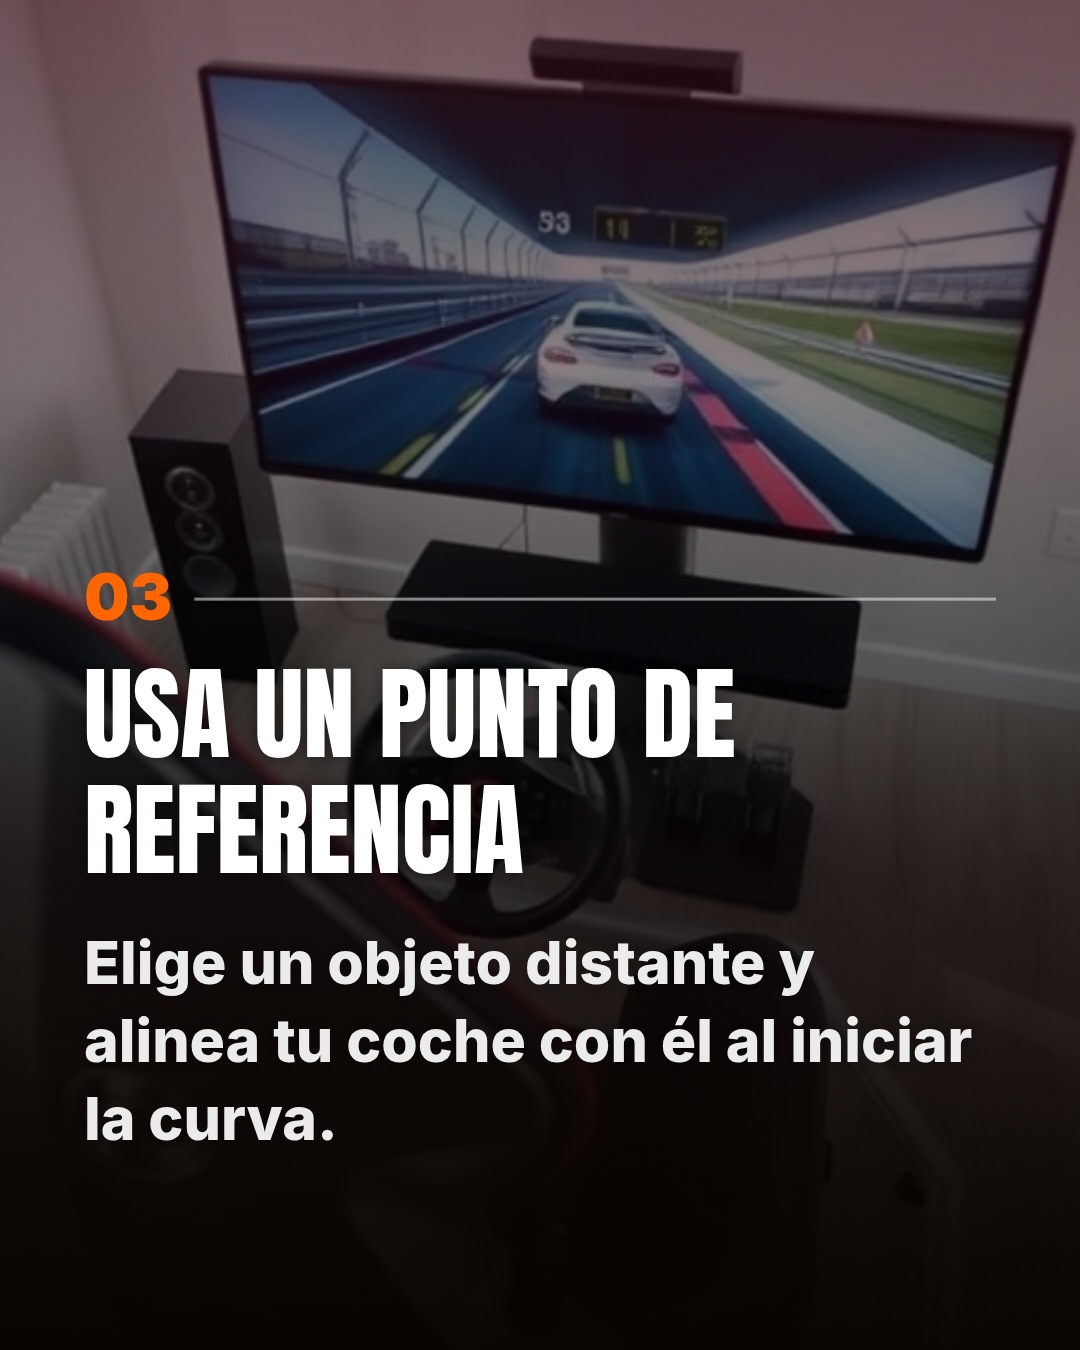 93
03
USA UN PUNTO DE
REFERENCIA
Elige un objeto distante y
alinea tu coche con él al iniciar
la curva.